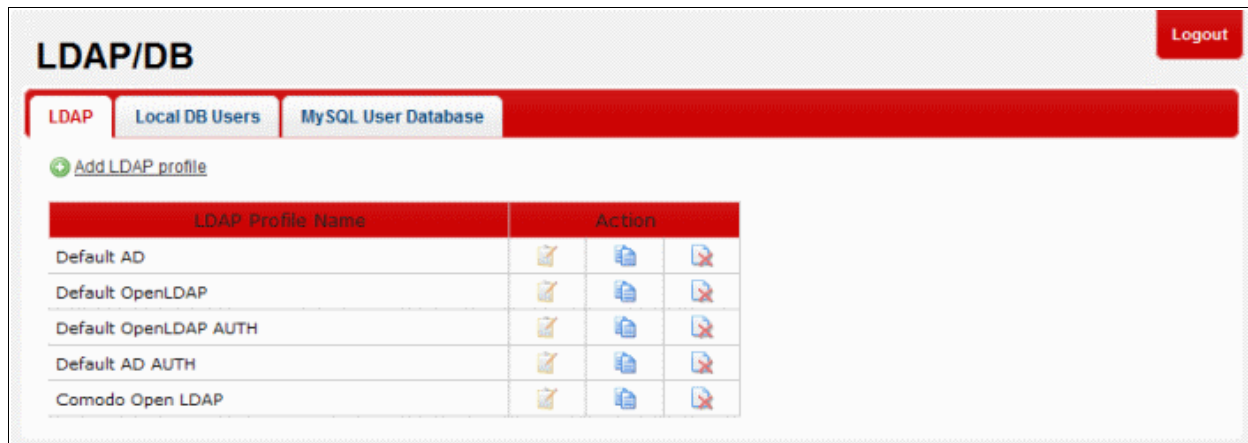 Logout
LDAP/DB
LDAP Local DB Users MySQL User Database
Add LDAP profile
LDAP Profile Name Action
Default AD
Default OpenLDAP
Default OpenLDAP AUTH
Default AD AUTH
Comodo Open LDAP